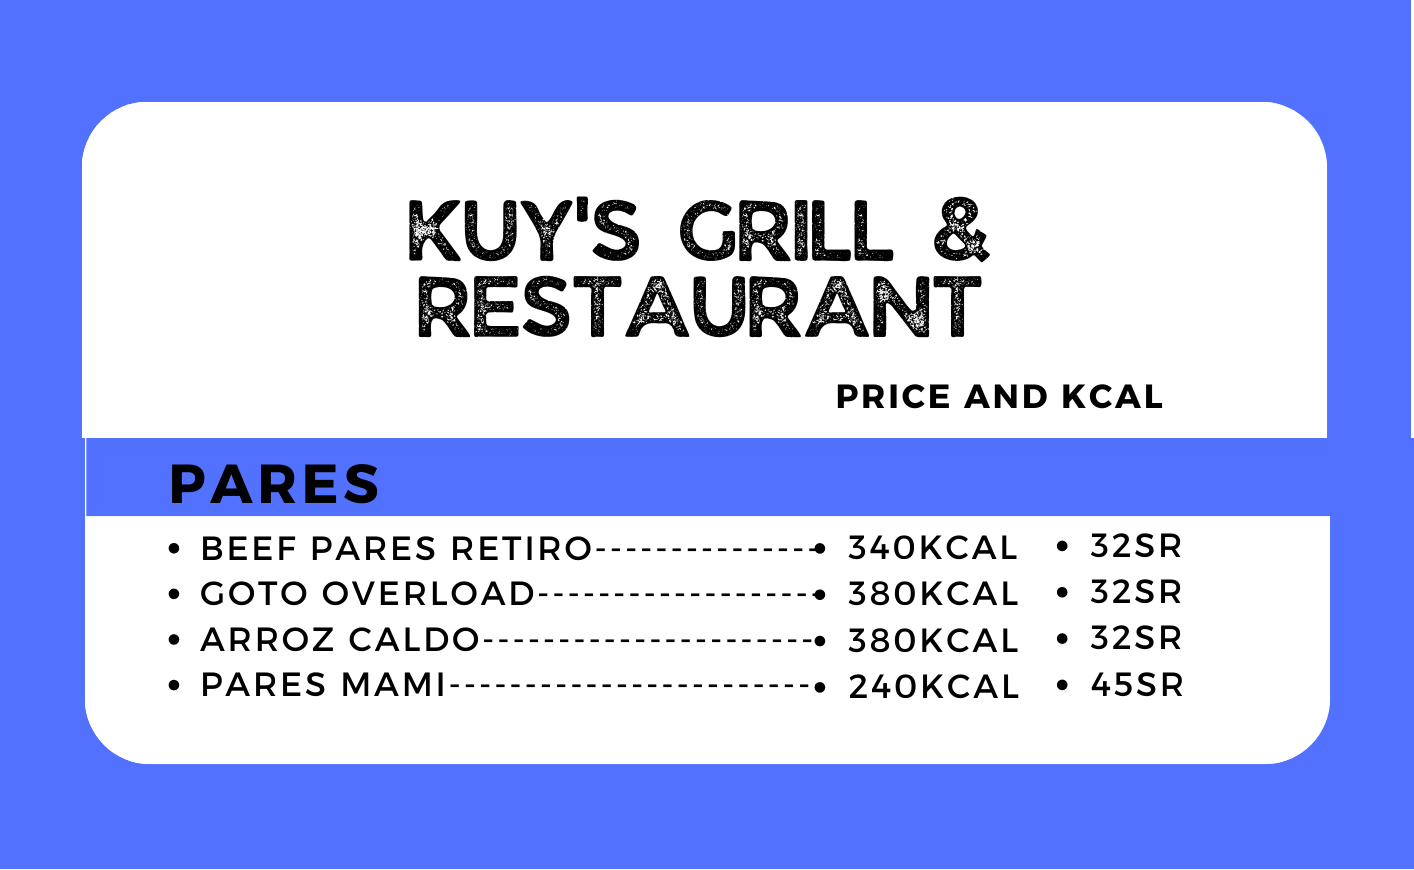 KUY'S GRILL &
RESTAURANT
PRICE AND KCAL
PARES
• BEEF PARES RETIRO---------------• 340KCAL • 32SR
• GOTO OVERLOAD-------------------• 380KCAL • 32SR
• ARROZ CALDO----------------------• 380KCAL • 32SR
• PARES MAMI------------------------• 240KCAL • 45SR